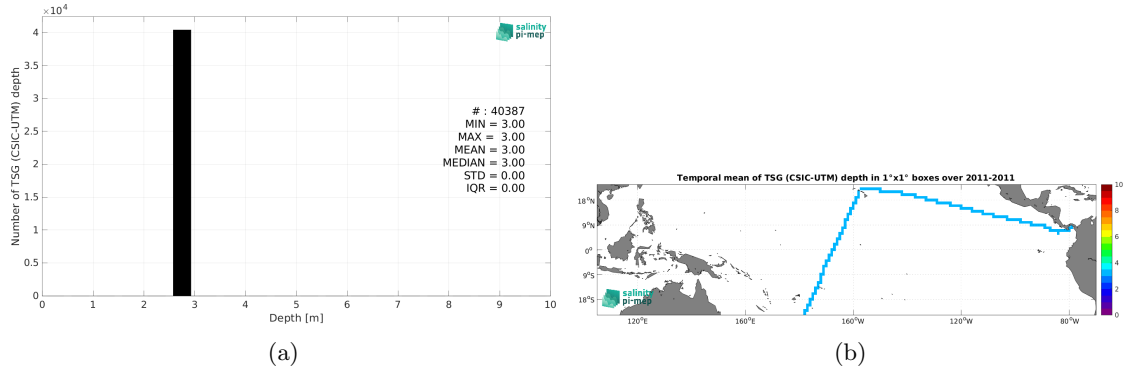 ×10⁴
4
3.5
3
2.5
2
1.5
1
0.5
0
Number of TSG (CSIC-UTM) depth
salinity
pi-mep
# : 40387
MIN = 3.00
MAX = 3.00
MEAN = 3.00
MEDIAN = 3.00
STD = 0.00
IQR = 0.00
0 1 2 3 4 5 6 7 8 9 10
Depth [m]
(a)
Temporal mean of TSG (CSIC-UTM) depth in 1°x1° boxes over 2011-2011
18°N
9°N
0°
9°S
18°S
salinity
pi-mep
120°E 160°E 160°W 120°W 80°W
10
8
6
4
2
0
(b)